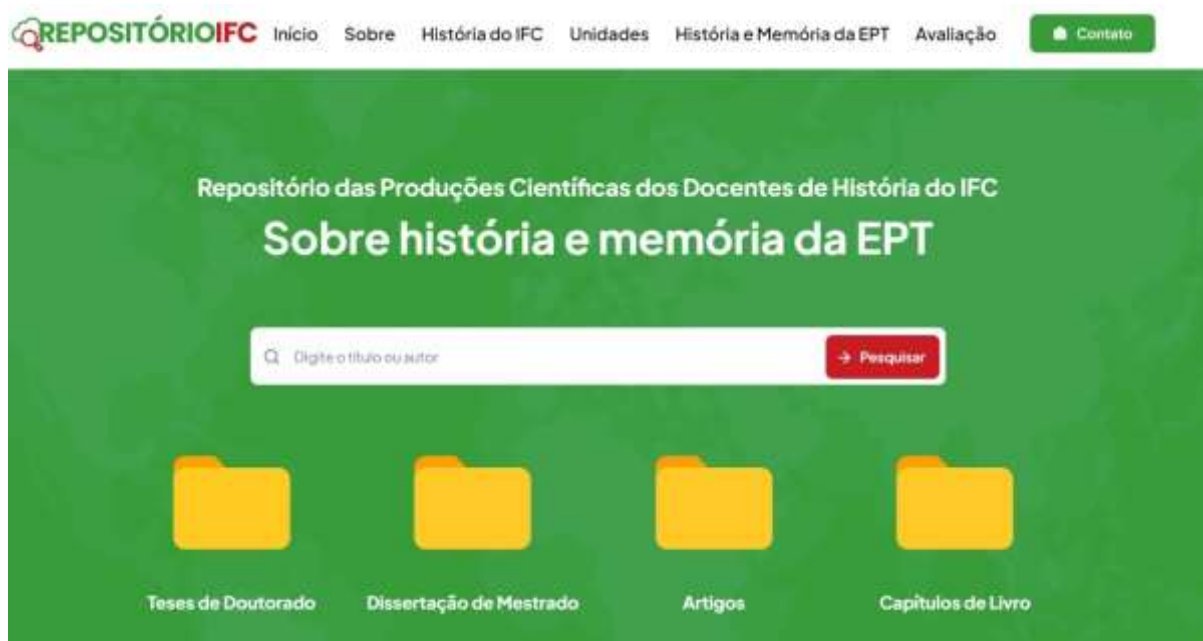 REPOSITÓRIOIFC Início Sobre História do IFC Unidades História e Memória da EPT Avaliação Contato
Repositório das Produções Científicas dos Docentes de História do IFC
Sobre história e memória da EPT
Digite o título ou autor Pesquisar
Teses de Doutorado Dissertação de Mestrado Artigos Capítulos de Livro